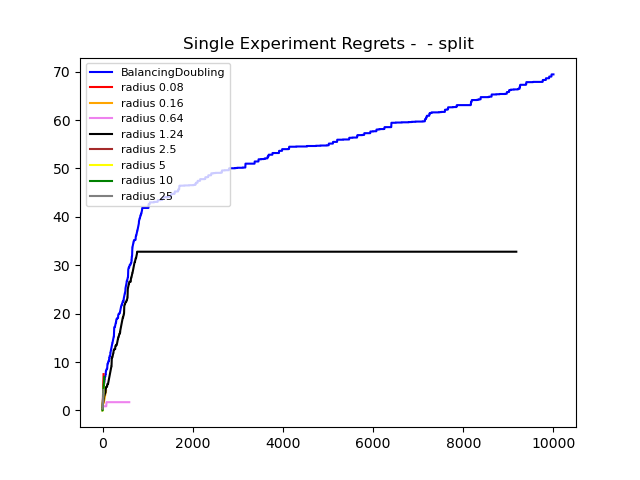 Single Experiment Regrets -  - split
70
60
50
40
30
20
10
0
BalancingDoubling
radius 0.08
radius 0.16
radius 0.64
radius 1.24
radius 2.5
radius 5
radius 10
radius 25
0 2000 4000 6000 8000 10000